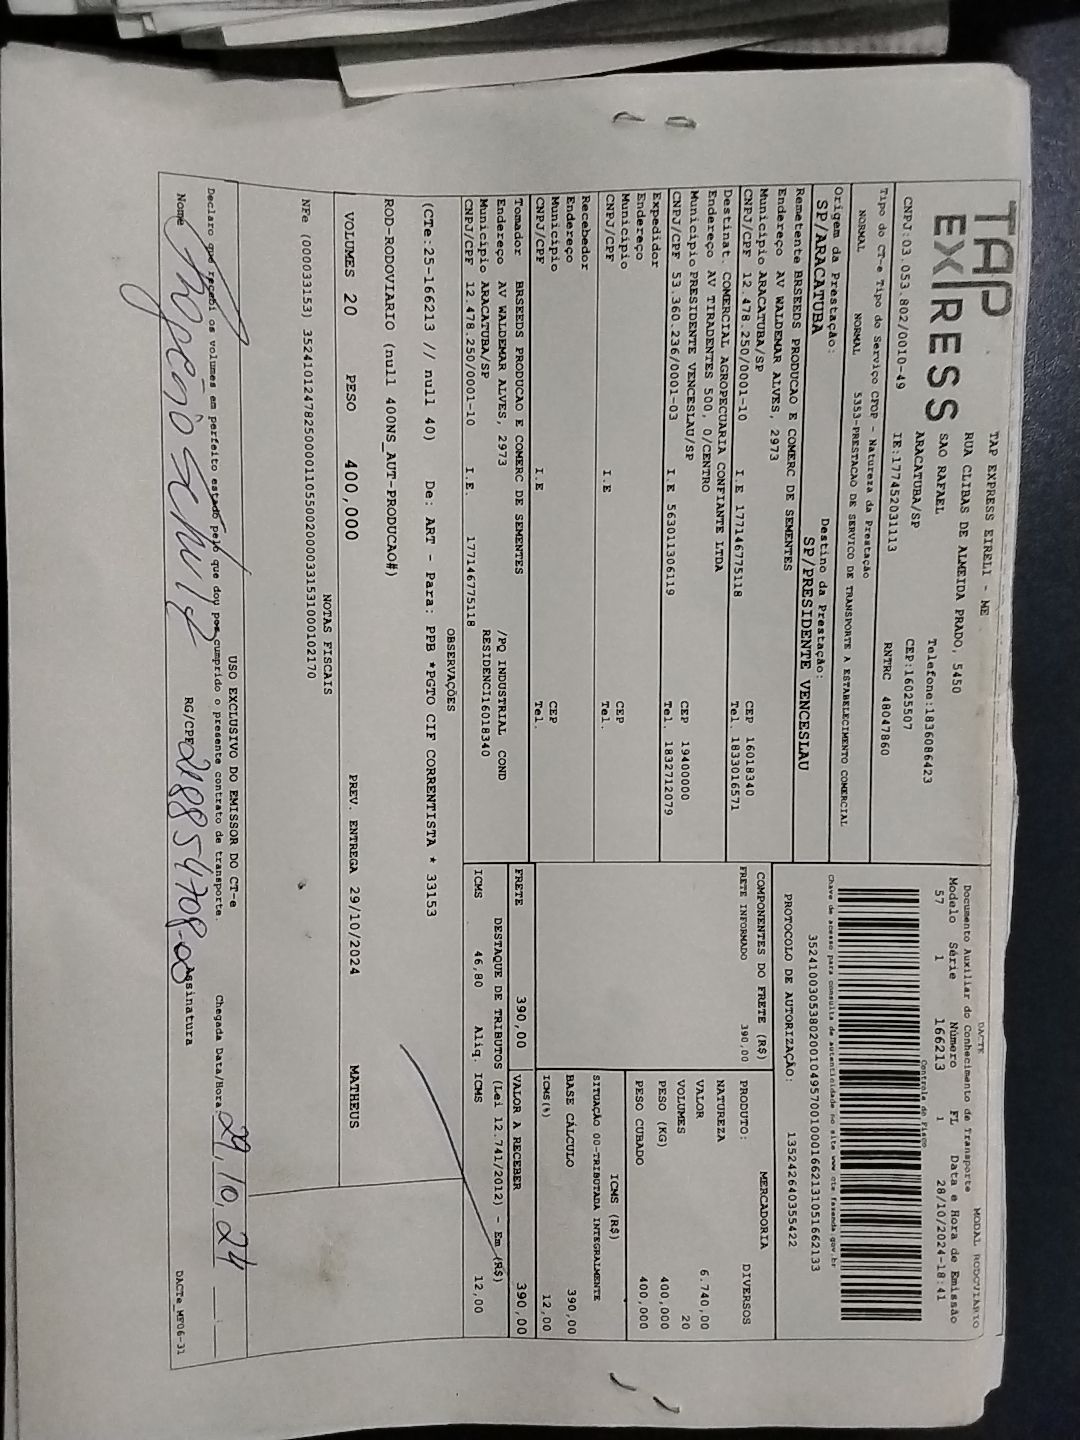 TAP
EXPRESS
TAP EXPRESS EIRELI - ME
RUA CLIBAS DE ALMEIDA PRADO, 5450
SAO RAFAEL
Telefone:1836086423
ARACATUBA/SP
CEP:16025507
CNPJ:03.053.802/0010-49
IE:177452031113
RNTRC 48047860
DACTE
MODAL RODOVIÁRIO
Documento Auxiliar do Conhecimento de Transporte
Modelo Série Número FL Data e Hora de Emissão
57 1 166213 1 28/10/2024-18:41
Controle do Fisco
Chave de acesso para consulta de autenticidade no site www.cte.fazenda.gov.br
35241003053802001049570010001662131051662133
PROTOCOLO DE AUTORIZAÇÃO: 135242640355422
Tipo do CT-e Tipo do Serviço CFOP - Natureza da Prestação
NORMAL NORMAL 5353-PRESTACAO DE SERVICO DE TRANSPORTE A ESTABELECIMENTO COMERCIAL
Origem da Prestação: Destino da Prestação:
SP/ARACATUBA SP/PRESIDENTE VENCESLAU
Remetente BRSEEDS PRODUCAO E COMERC DE SEMENTES
Endereço AV WALDEMAR ALVES, 2973
Município ARACATUBA/SP CEP 16018340
CNPJ/CPF 12.478.250/0001-10 I.E 177146775118 Tel. 1833016571
Destinat. COMERCIAL AGROPECUARIA CONFIANTE LTDA
Endereço AV TIRADENTES 500, 0/CENTRO
Município PRESIDENTE VENCESLAU/SP CEP 19400000
CNPJ/CPF 53.360.236/0001-03 I.E 563011306119 Tel. 1832712079
Expedidor
Endereço
Município CEP
CNPJ/CPF I.E Tel.
Recebedor
Endereço
Município CEP
CNPJ/CPF I.E Tel.
COMPONENTES DO FRETE (R$)
FRETE INFORMADO 390,00
MERCADORIA
PRODUTO: DIVERSOS
NATUREZA
VALOR 6.740,00
VOLUMES 20
PESO (KG) 400,000
PESO CUBADO 400,000
ICMS (R$)
SITUAÇÃO 00-TRIBUTADA INTEGRALMENTE
BASE CÁLCULO 390,00
ICMS(%) 12,00
FRETE 390,00 VALOR A RECEBER 390,00
Tomador BRSEEDS PRODUCAO E COMERC DE SEMENTES
Endereço AV WALDEMAR ALVES, 2973 /PQ INDUSTRIAL COND
Município ARACATUBA/SP RESIDENCI16018340
CNPJ/CPF 12.478.250/0001-10 I.E 177146775118
DESTAQUE DE TRIBUTOS (Lei 12.741/2012) - Em (R$)
ICMS 46,80 Aliq. ICMS 12,00
OBSERVAÇÕES
(CTe:25-166213 // null 40) De: ART - Para: PPB *PGTO CIF CORRENTISTA * 33153
ROD-RODOVIARIO (null 400NS_AUT-PRODUCAO#)
VOLUMES 20 PESO 400,000 PREV. ENTREGA 29/10/2024 MATHEUS
NOTAS FISCAIS
NFe (000033153) 35241012478250000110550020000331531000102170
USO EXCLUSIVO DO EMISSOR DO CT-e
Declaro que recebi os volumes em perfeito estado pelo que dou por cumprido o presente contrato de transporte.
Chegada Data/Hora 29,10,24
Nome RG/CPF 218854708-00 Assinatura
DACTe_MF06-31